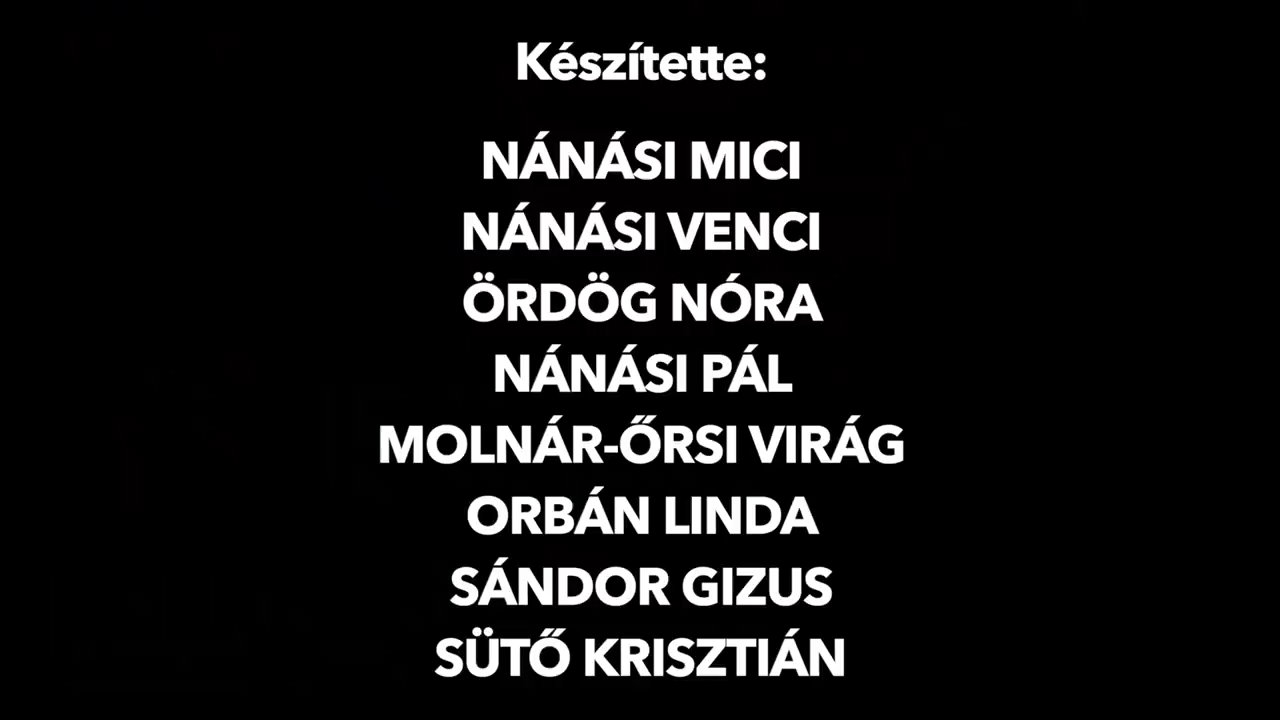 Készítette:
NÁNÁSI MICI
NÁNÁSI VENCI
ÖRDÖG NÓRA
NÁNÁSI PÁL
MOLNÁR-ŐRSI VIRÁG
ORBÁN LINDA
SÁNDOR GIZUS
SÜTŐ KRISZTIÁN